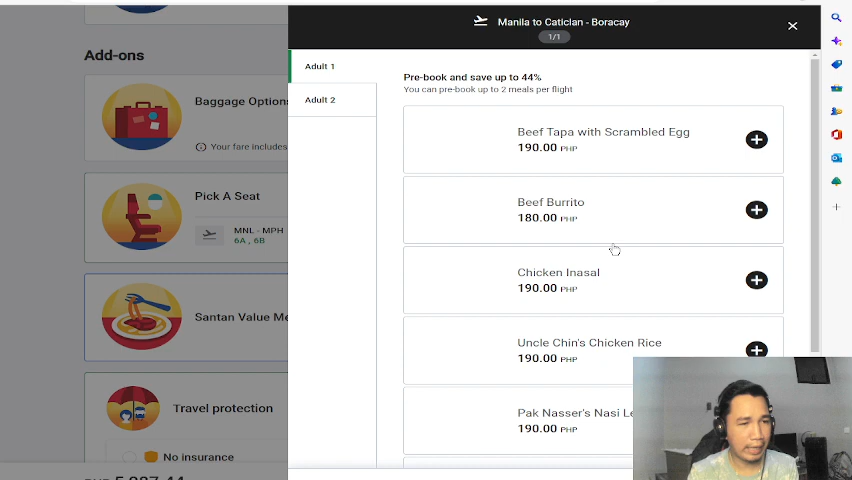 Manila to Caticlan - Boracay
1/1
Add-ons
Baggage Options
Your fare includes
Pick A Seat
MNL - MPH
6A , 6B
Santan Value Me
Travel protection
No insurance
Adult 1
Adult 2
Pre-book and save up to 44%
You can pre-book up to 2 meals per flight
Beef Tapa with Scrambled Egg
190.00 PHP
Beef Burrito
180.00 PHP
Chicken Inasal
190.00 PHP
Uncle Chin's Chicken Rice
190.00 PHP
Pak Nasser's Nasi Le
190.00 PHP